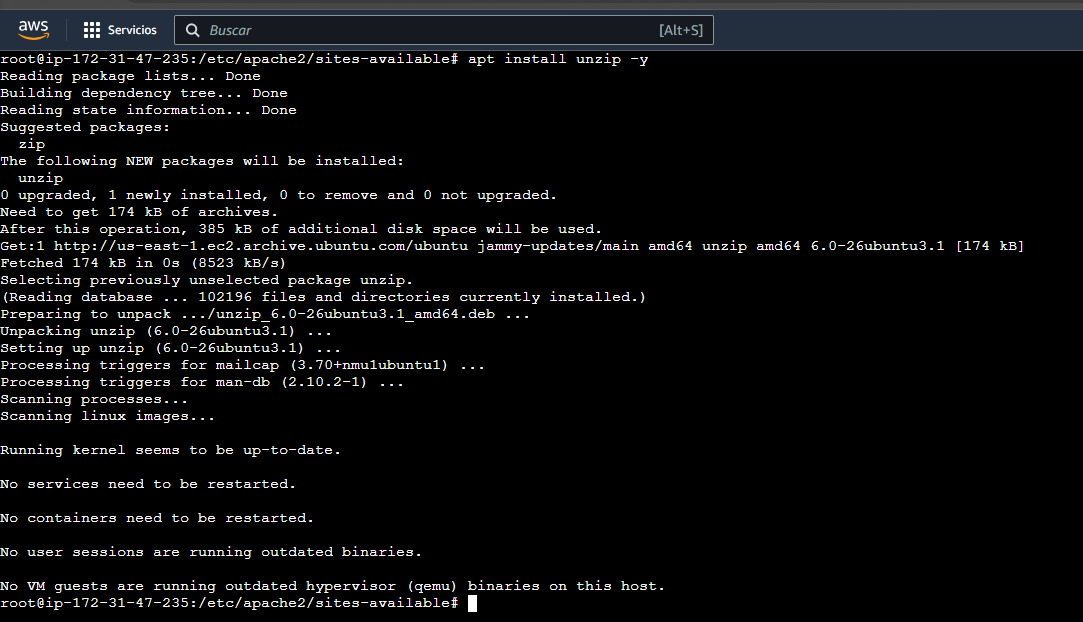 aws
Servicios
Buscar
[Alt+S]
root@ip-172-31-47-235:/etc/apache2/sites-available# apt install unzip -y
Reading package lists... Done
Building dependency tree... Done
Reading state information... Done
Suggested packages:
  zip
The following NEW packages will be installed:
  unzip
0 upgraded, 1 newly installed, 0 to remove and 0 not upgraded.
Need to get 174 kB of archives.
After this operation, 385 kB of additional disk space will be used.
Get:1 http://us-east-1.ec2.archive.ubuntu.com/ubuntu jammy-updates/main amd64 unzip amd64 6.0-26ubuntu3.1 [174 kB]
Fetched 174 kB in 0s (8523 kB/s)
Selecting previously unselected package unzip.
(Reading database ... 102196 files and directories currently installed.)
Preparing to unpack .../unzip_6.0-26ubuntu3.1_amd64.deb ...
Unpacking unzip (6.0-26ubuntu3.1) ...
Setting up unzip (6.0-26ubuntu3.1) ...
Processing triggers for mailcap (3.70+nmu1ubuntu1) ...
Processing triggers for man-db (2.10.2-1) ...
Scanning processes...
Scanning linux images...
Running kernel seems to be up-to-date.
No services need to be restarted.
No containers need to be restarted.
No user sessions are running outdated binaries.
No VM guests are running outdated hypervisor (qemu) binaries on this host.
root@ip-172-31-47-235:/etc/apache2/sites-available#